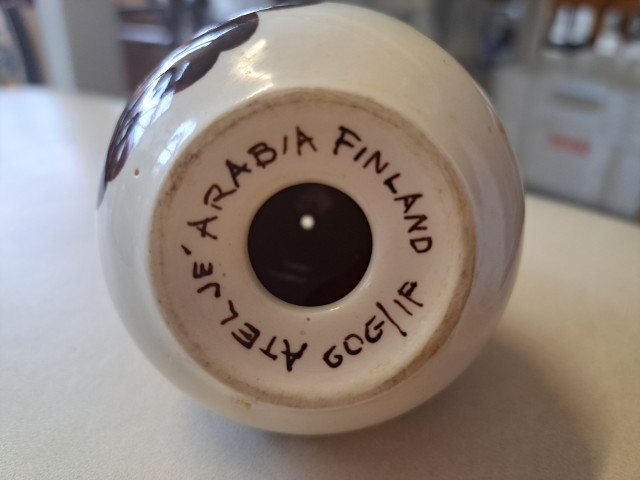 ATELJE' ARABIA FINLAND
GOG/IP